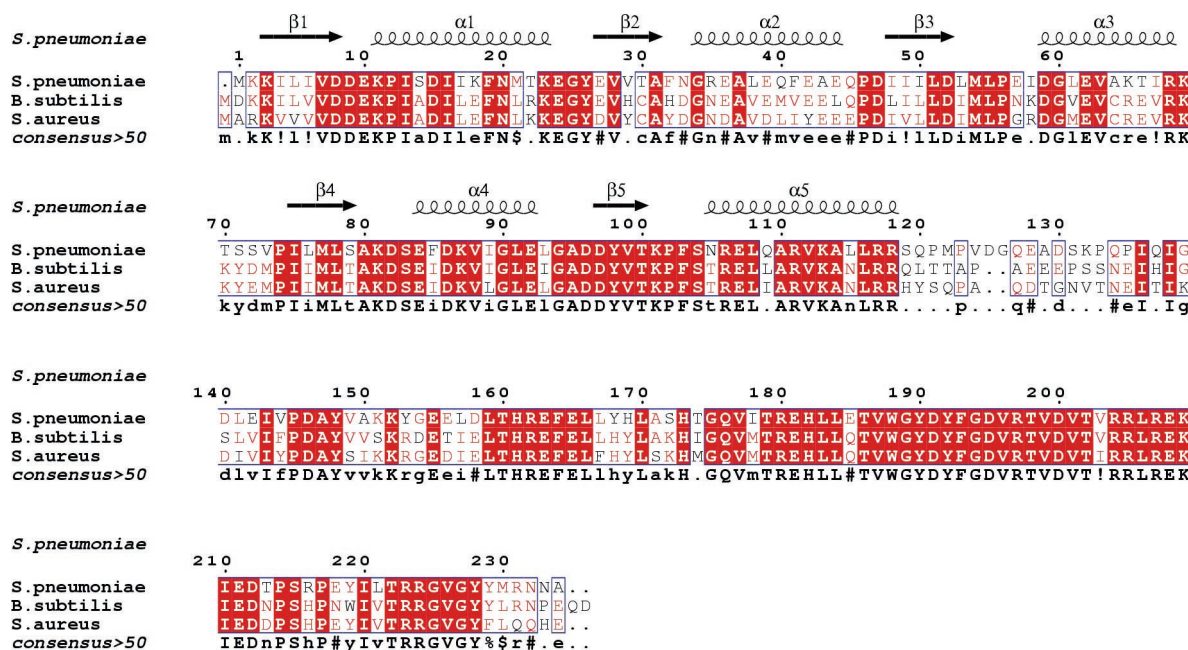 β1 α1 β2 α2 β3 α3
S.pneumoniae
1 10 20 30 40 50 60
S.pneumoniae .MKKILIVDDEKPISDIIKFNMTKEGYEVVTAFNGREALEQFEAEQPDIIILDLMLPEIDGLEVAKTIRK
B.subtilis MDKKILVVDDEKPIADILEFNLRKEGYEVHCAHDGNEAVEMVEELQPDLILLDIMLPNKDGVEVCREVRK
S.aureus MARKVVVVDDEKPIADILEFNLKKEGYDVYCAYDGNDAVDLIYEEEPDIVLLDIMLPGRDGMEVCREVRK
consensus>50 m.kK!l!VDDEKPIaDIleFN$.KEGY#V.cAf#Gn#Av#mveee#PDi!lLDiMLPe.DGlEVcre!RK
β4 α4 β5 α5
S.pneumoniae
70 80 90 100 110 120 130
S.pneumoniae TSSVPILMLSAKDSEFDKVIGLELGADDYVTKPFSNRELQARVKALLRRSQPMPVDGQEADSKPQPIQIG
B.subtilis KYDMPIIMLTAKDSEIDKVIGLEIGADDYVTKPFSTRELLARVKANLRRQLTTAP..AEEEPSSNEIHIG
S.aureus KYEMPIIMLTAKDSEIDKVIGLELGADDYVTKPFSTRELIARVKANLRRHYSQPA..QDTGNVTNEITIK
consensus>50 kydmPIiMLtAKDSEiDKViGLElGADDYVTKPFStREL.ARVKAnLRR....p...q#.d...#eI.Ig
S.pneumoniae
140 150 160 170 180 190 200
S.pneumoniae DLEIVPDAYVAKKYGEELDLTHREFELLYHLASHTGQVITREHLLETVWGYDYFGDVRTVDVTVRRLREK
B.subtilis SLVIFPDAYVVSKRDETIELTHREFELLHYLAKHIGQVMTREHLLQTVWGYDYFGDVRTVDVTVRRLREK
S.aureus DIVIYPDAYSIKKRGEDIELTHREFELFHYLSKHMGQVMTREHLLQTVWGYDYFGDVRTVDVTIRRLREK
consensus>50 dlvIfPDAYvvkKrgEei#LTHREFELlhyLakH.GQVmTREHLL#TVWGYDYFGDVRTVDVT!RRLREK
S.pneumoniae
210 220 230
S.pneumoniae IEDTPSRPEYILTRRGVGYYMRNNA..
B.subtilis IEDNPSHPNWIVTRRGVGYYLRNPEQD
S.aureus IEDDPSHPEYIVTRRGVGYFLQQHE..
consensus>50 IEDnPShP#yIvTRRGVGY%$r#.e..